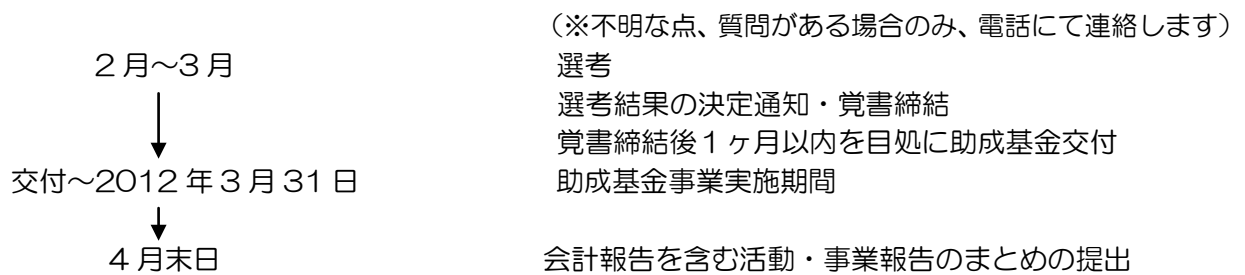 （※不明な点、質問がある場合のみ、電話にて連絡します）
２月～３月 選考
選考結果の決定通知・覚書締結
覚書締結後１ヶ月以内を目処に助成基金交付
交付～2012年３月31日 助成基金事業実施期間
４月末日 会計報告を含む活動・事業報告のまとめの提出